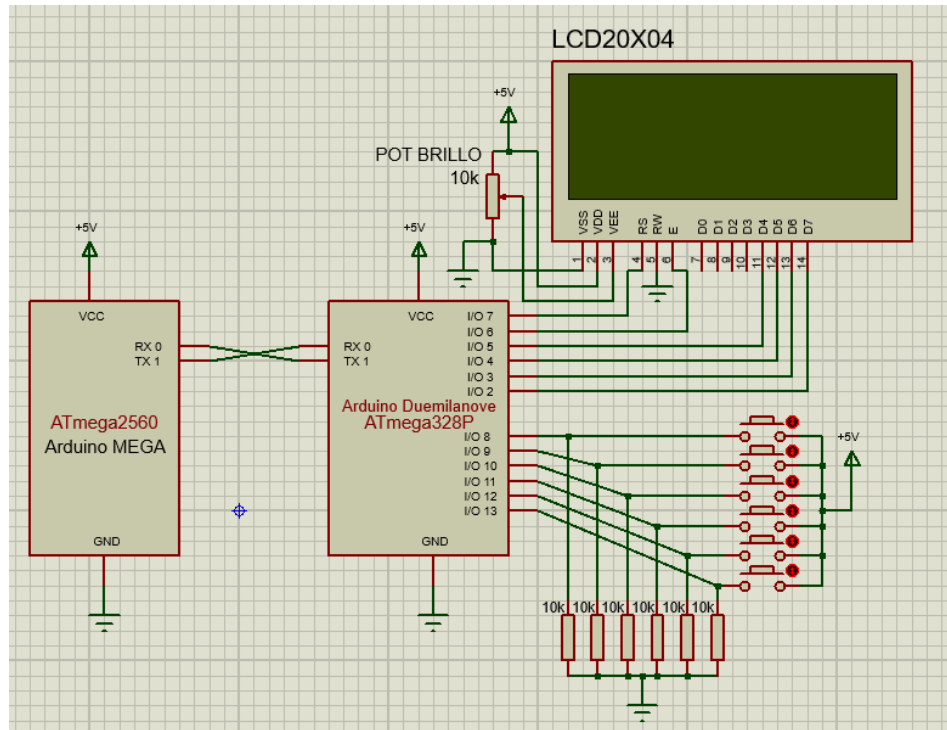 LCD20X04
+5V
POT BRILLO
10k
VSS
VDD
VEE
RS
RW
E
D0
D1
D2
D3
D4
D5
D6
D7
1
2
3
4
5
6
7
8
9
10
11
12
13
14
+5V
VCC
RX 0
TX 1
ATmega2560
Arduino MEGA
GND
+5V
VCC
RX 0
TX 1
I/O 7
I/O 6
I/O 5
I/O 4
I/O 3
I/O 2
Arduino Duemilanove
ATmega328P
I/O 8
I/O 9
I/O 10
I/O 11
I/O 12
I/O 13
GND
+5V
10k 10k 10k 10k 10k 10k